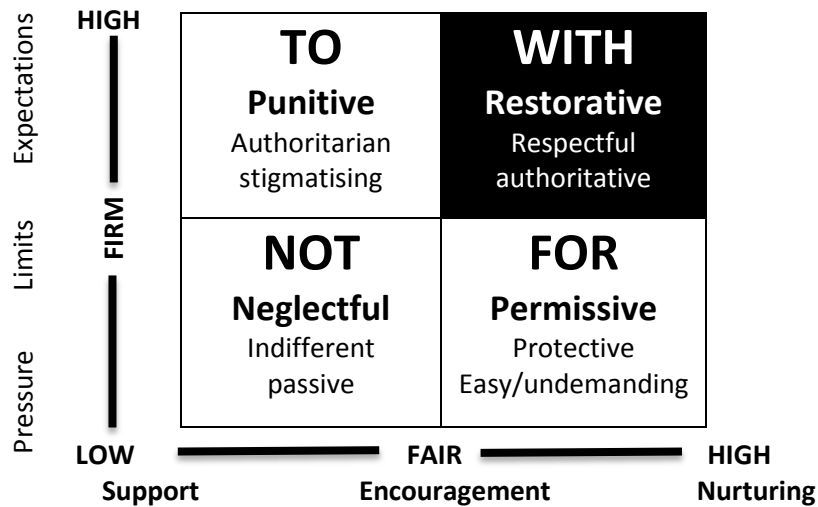 HIGH
Expectations
FIRM
Limits
Pressure
TO
Punitive
Authoritarian
stigmatising
WITH
Restorative
Respectful
authoritative
NOT
Neglectful
Indifferent
passive
FOR
Permissive
Protective
Easy/undemanding
LOW FAIR HIGH
Support Encouragement Nurturing